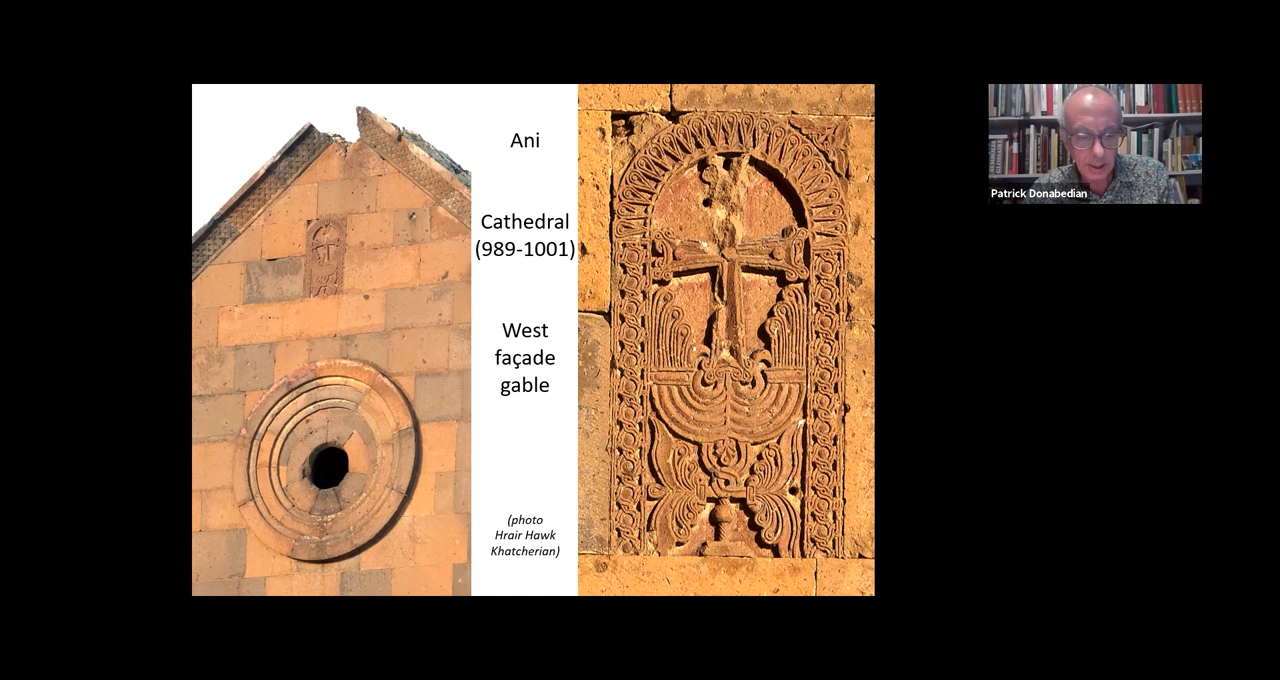 Ani
Cathedral
(989-1001)
West
façade
gable
(photo
Hrair Hawk
Khatcherian)
Patrick Donabedian